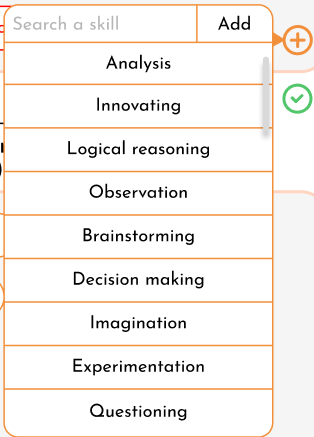 Search a skill Add
Analysis
Innovating
Logical reasoning
Observation
Brainstorming
Decision making
Imagination
Experimentation
Questioning